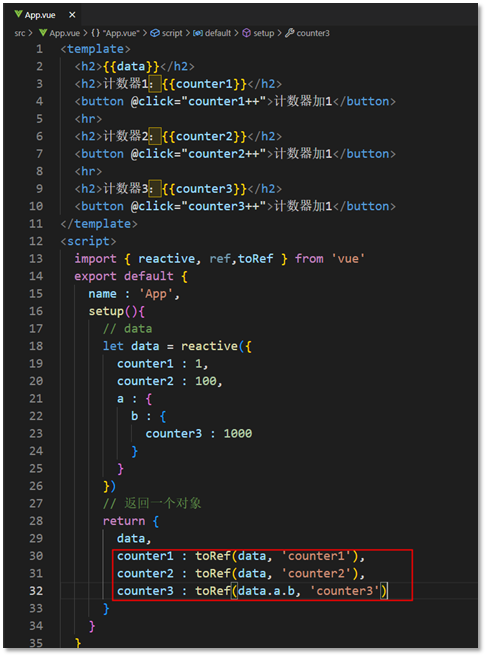 App.vue ×
src > App.vue > {} "App.vue" > script > default > setup > counter3
1 <template>
2 <h2>{{data}}</h2>
3 <h2>计数器1：{{counter1}}</h2>
4 <button @click="counter1++">计数器加1</button>
5 <hr>
6 <h2>计数器2：{{counter2}}</h2>
7 <button @click="counter2++">计数器加1</button>
8 <hr>
9 <h2>计数器3：{{counter3}}</h2>
10 <button @click="counter3++">计数器加1</button>
11 </template>
12 <script>
13 import { reactive, ref,toRef } from 'vue'
14 export default {
15 name : 'App',
16 setup(){
17 // data
18 let data = reactive({
19 counter1 : 1,
20 counter2 : 100,
21 a : {
22 b : {
23 counter3 : 1000
24 }
25 }
26 })
27 // 返回一个对象
28 return {
29 data,
30 counter1 : toRef(data, 'counter1'),
31 counter2 : toRef(data, 'counter2'),
32 counter3 : toRef(data.a.b, 'counter3')
33 }
34 }
35 }